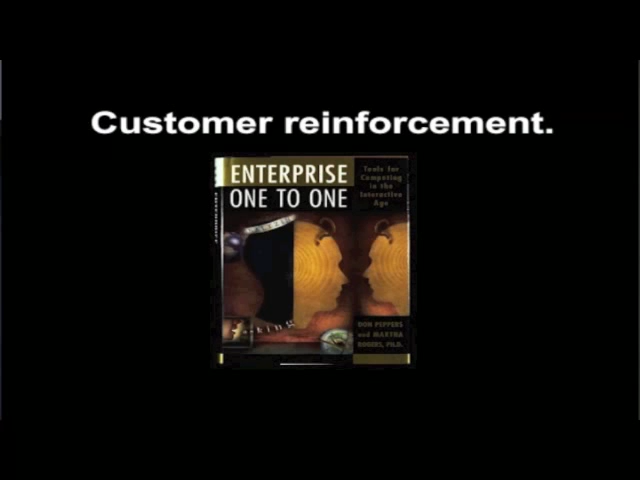 Customer reinforcement.
ENTERPRISE
ONE TO ONE
Tools for
Competing
in the
Interactive
Age
DON PEPPERS
and MARTHA
ROGERS, PH.D.